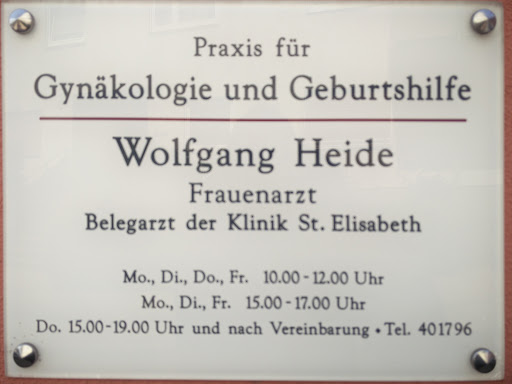 Praxis für
Gynäkologie und Geburtshilfe
Wolfgang Heide
Frauenarzt
Belegarzt der Klinik St. Elisabeth
Mo., Di., Do., Fr. 10.00-12.00 Uhr
Mo., Di., Fr. 15.00-17.00 Uhr
Do. 15.00-19.00 Uhr und nach Vereinbarung • Tel. 401796